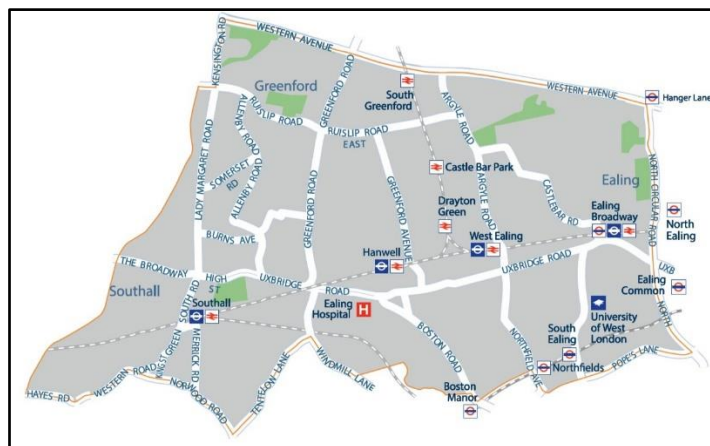 WESTERN AVENUE
KENSINGTON RD
Greenford
GREENFORD ROAD
South
Greenford
WESTERN AVENUE
Hanger Lane
ALLENBY ROAD
RUISLIP ROAD
RUISLIP ROAD
EAST
ARGYLE ROAD
LADY MARGARET ROAD
SOMERSET
RD
ALLENBY ROAD
Castle Bar Park
ARGYLE ROAD
CASTLEBAR RD
Ealing
NORTH CIRCULAR ROAD
GREENFORD ROAD
GREENFORD AVENUE
Drayton
Green
Ealing
Broadway
North
Ealing
BURNS AVE
West Ealing
Hanwell
THE BROADWAY
HIGH
ST
UXBRIDGE
ROAD
UXBRIDGE ROAD
UXB
Southall
SOUTH RD
Southall
Ealing
Hospital
H
Ealing
Common
University
of West
London
NORTH
KINGST GREEN
MERRICK RD
BOSTON ROAD
South
Ealing
NORTHFIELD AVE
Northfields
POPE'S LANE
HAYES RD
WESTERN ROAD
NORWOOD ROAD
TENTELOW LANE
WINDMILL LANE
Boston
Manor